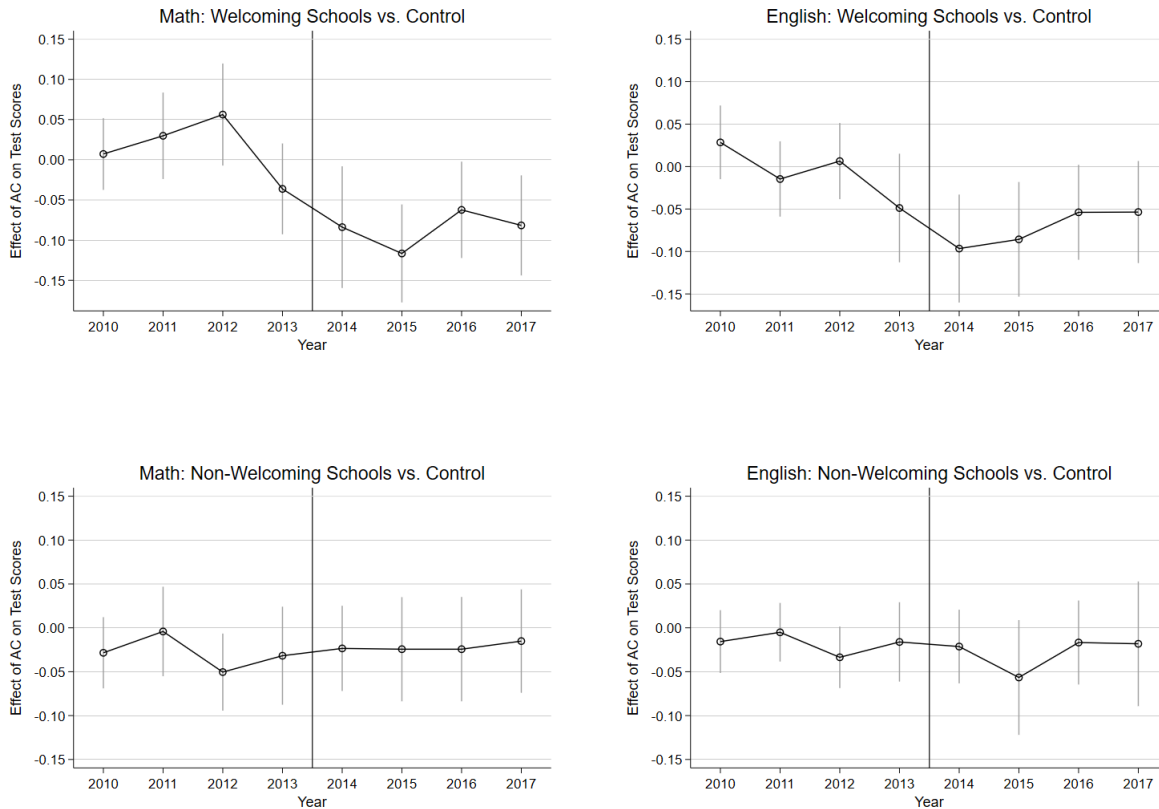 Math: Welcoming Schools vs. Control
Effect of AC on Test Scores
0.15
0.10
0.05
0.00
-0.05
-0.10
-0.15
2010 2011 2012 2013 2014 2015 2016 2017
Year
English: Welcoming Schools vs. Control
Effect of AC on Test Scores
0.15
0.10
0.05
0.00
-0.05
-0.10
-0.15
2010 2011 2012 2013 2014 2015 2016 2017
Year
Math: Non-Welcoming Schools vs. Control
Effect of AC on Test Scores
0.15
0.10
0.05
0.00
-0.05
-0.10
-0.15
2010 2011 2012 2013 2014 2015 2016 2017
Year
English: Non-Welcoming Schools vs. Control
Effect of AC on Test Scores
0.15
0.10
0.05
0.00
-0.05
-0.10
-0.15
2010 2011 2012 2013 2014 2015 2016 2017
Year